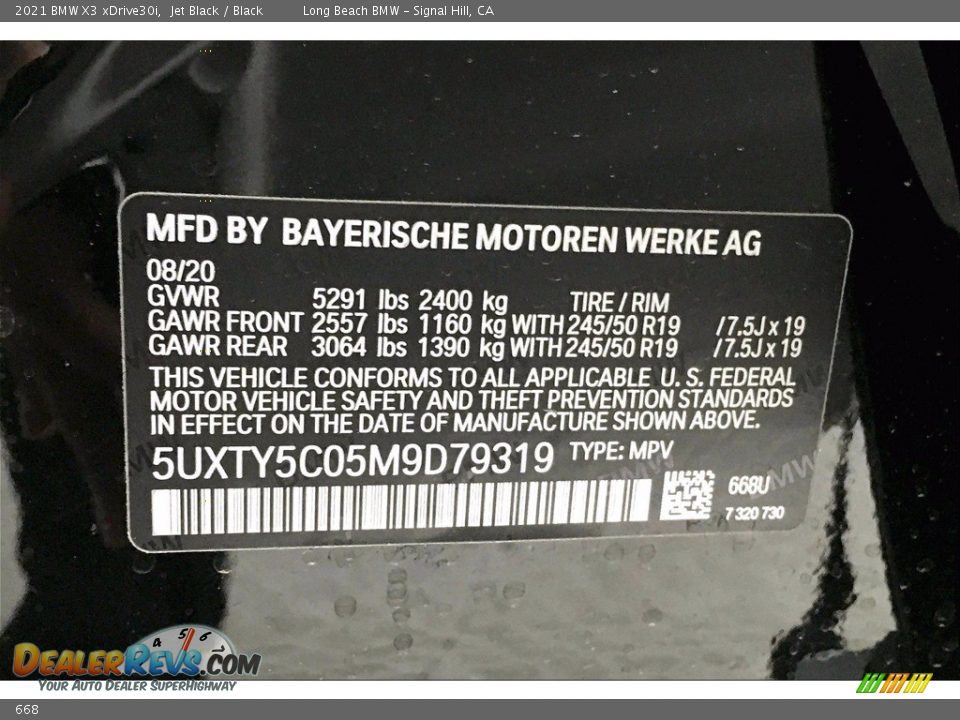 2021 BMW X3 xDrive30i, Jet Black / Black Long Beach BMW - Signal Hill, CA
MFD BY BAYERISCHE MOTOREN WERKE AG
08/20
GVWR 5291 lbs 2400 kg TIRE / RIM
GAWR FRONT 2557 lbs 1160 kg WITH 245/50 R19 /7.5J x 19
GAWR REAR 3064 lbs 1390 kg WITH 245/50 R19 /7.5J x 19
THIS VEHICLE CONFORMS TO ALL APPLICABLE U. S. FEDERAL
MOTOR VEHICLE SAFETY AND THEFT PREVENTION STANDARDS
IN EFFECT ON THE DATE OF MANUFACTURE SHOWN ABOVE.
5UXTY5C05M9D79319 TYPE: MPV
668U
7 320 730
4 5 6
DEALERREVS.COM
YOUR AUTO DEALER SUPERHIGHWAY
668